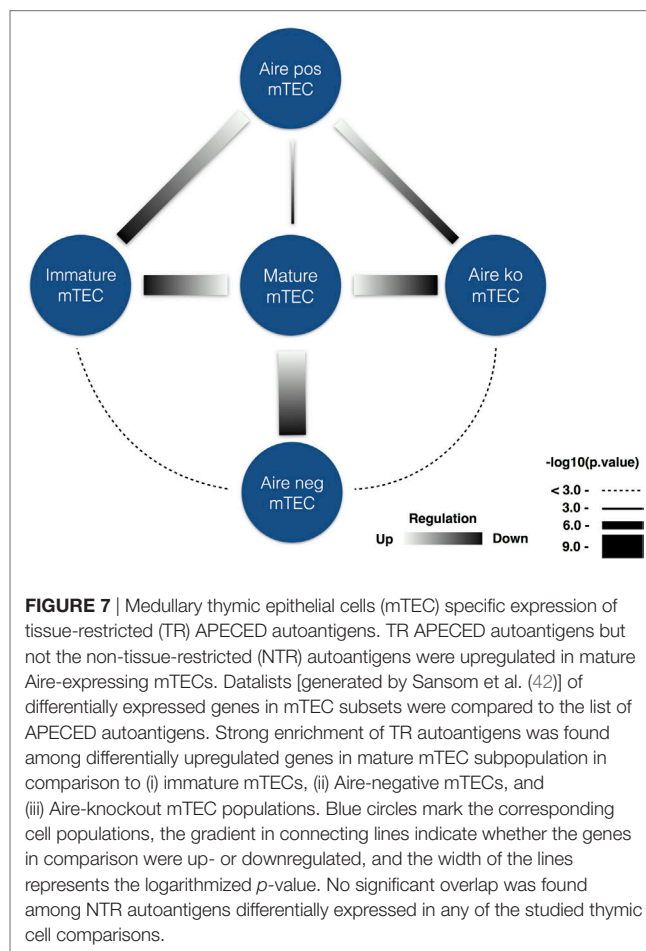 Aire pos
mTEC
Immature
mTEC
Mature
mTEC
Aire ko
mTEC
Aire neg
mTEC
Regulation
Up
Down
-log10(p.value)
< 3.0 -
3.0 -
6.0 -
9.0 -
FIGURE 7 | Medullary thymic epithelial cells (mTEC) specific expression of
tissue-restricted (TR) APECED autoantigens. TR APECED autoantigens but
not the non-tissue-restricted (NTR) autoantigens were upregulated in mature
Aire-expressing mTECs. Datalists [generated by Sansom et al. (42)] of
differentially expressed genes in mTEC subsets were compared to the list of
APECED autoantigens. Strong enrichment of TR autoantigens was found
among differentially upregulated genes in mature mTEC subpopulation in
comparison to (i) immature mTECs, (ii) Aire-negative mTECs, and
(iii) Aire-knockout mTEC populations. Blue circles mark the corresponding
cell populations, the gradient in connecting lines indicate whether the genes
in comparison were up- or downregulated, and the width of the lines
represents the logarithmized p-value. No significant overlap was found
among NTR autoantigens differentially expressed in any of the studied thymic
cell comparisons.